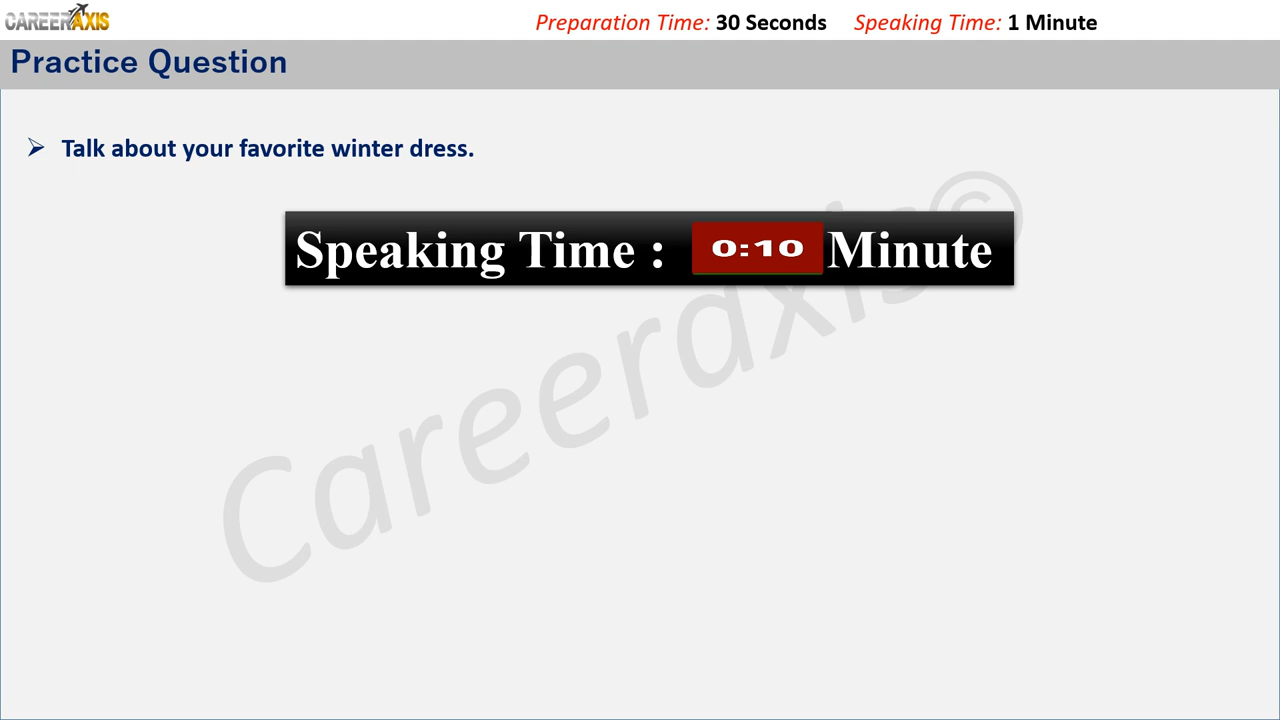 CAREERAXIS
Preparation Time: 30 Seconds Speaking Time: 1 Minute
Practice Question
➢ Talk about your favorite winter dress.
Speaking Time : 0:10 Minute
Careeraxis©